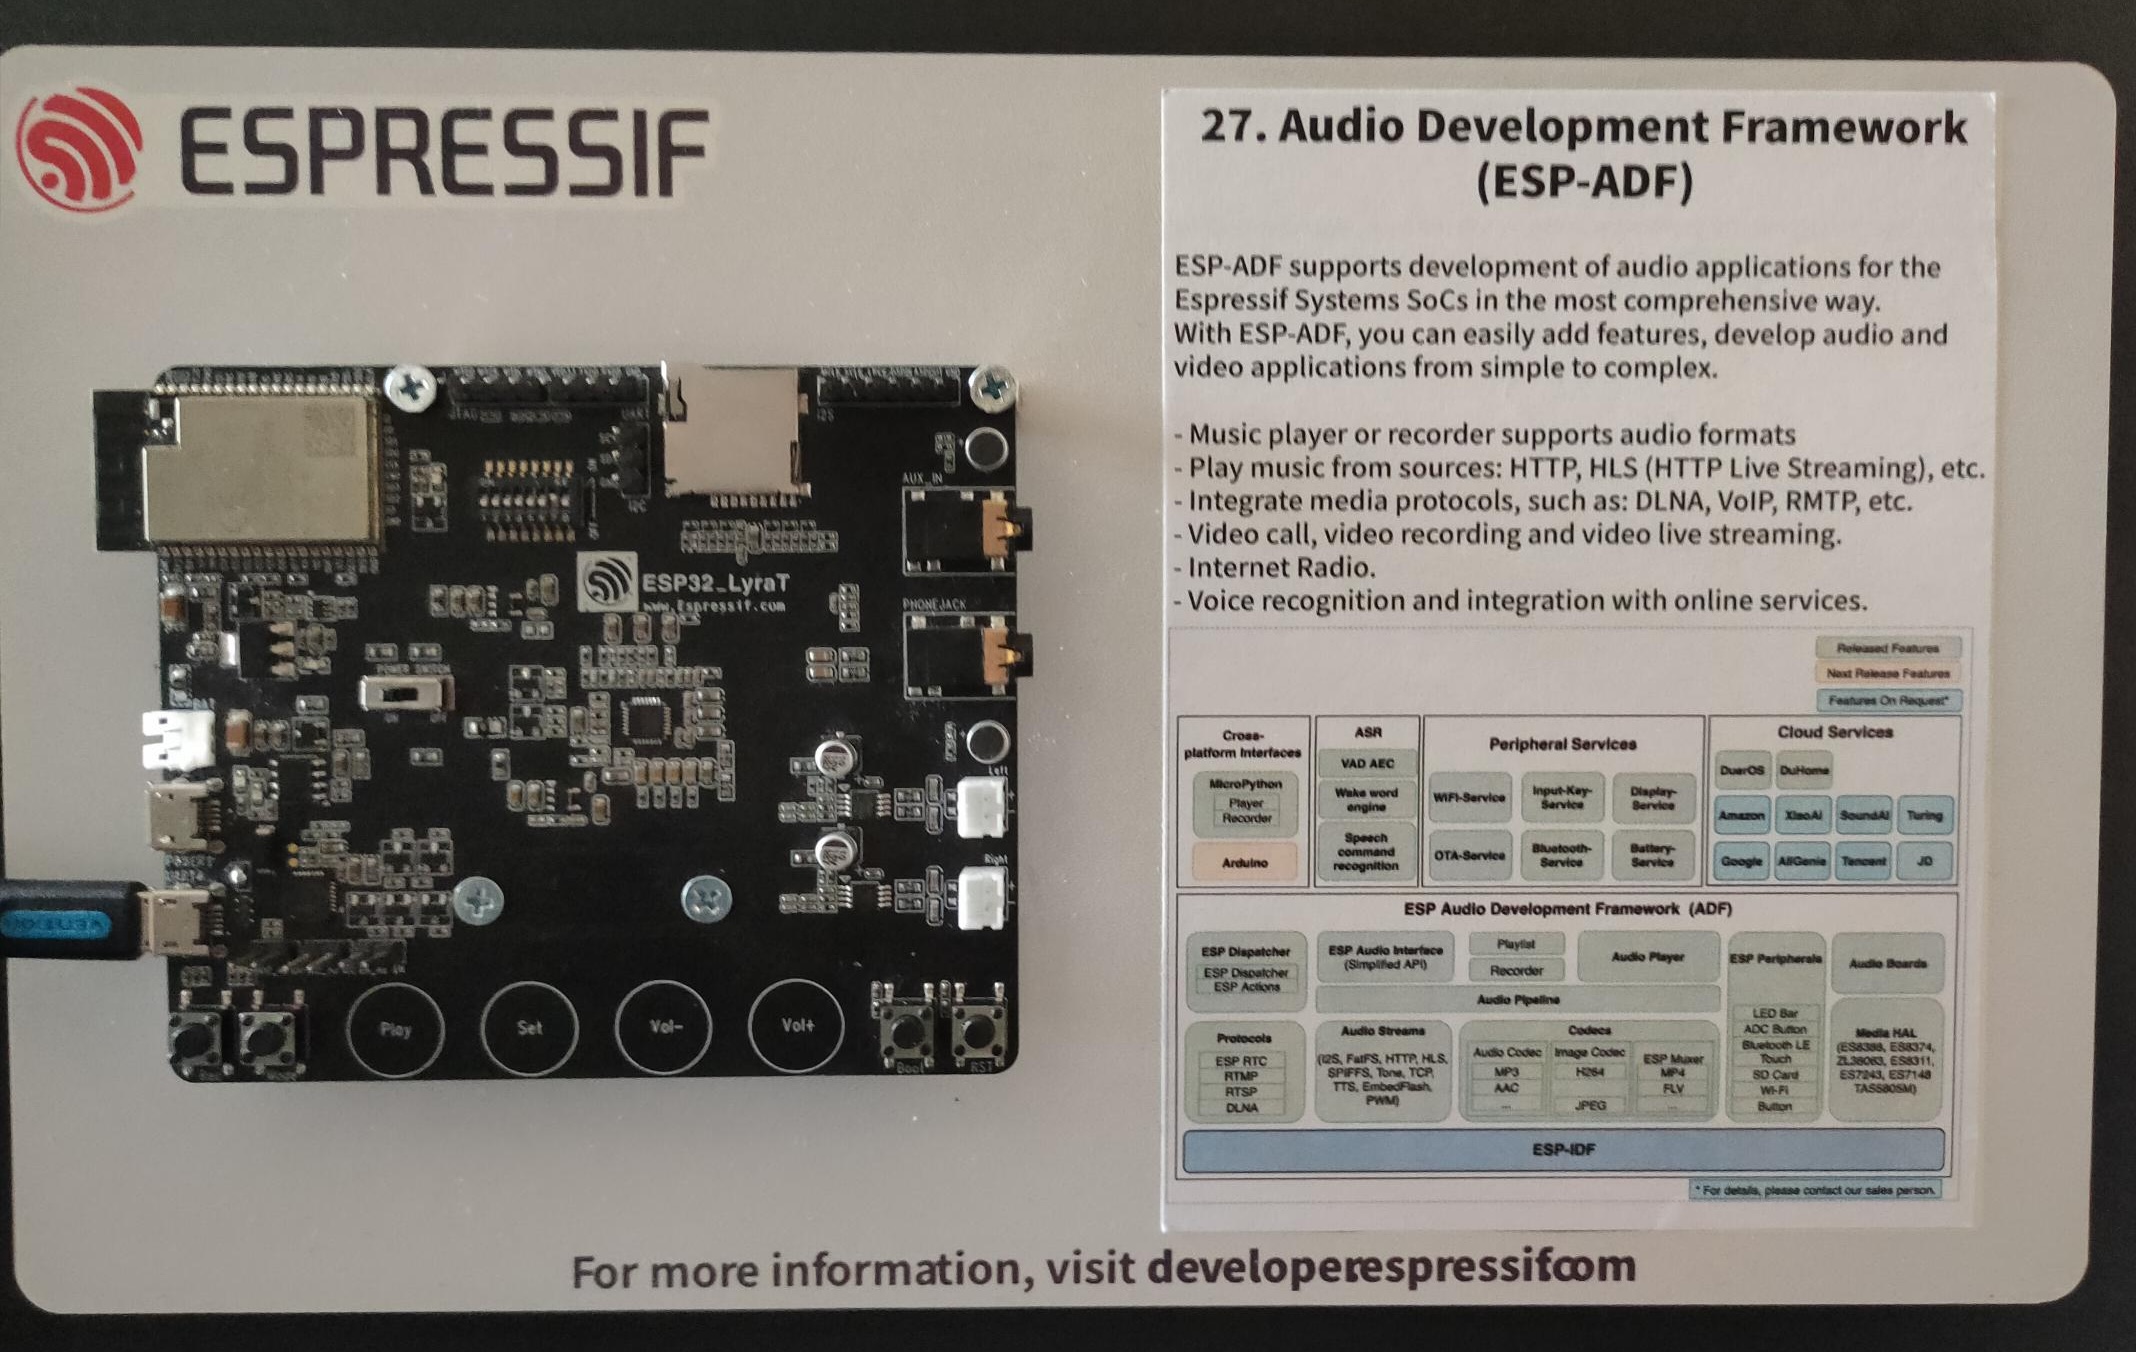 ESPRESSIF
27. Audio Development Framework
(ESP-ADF)
ESP-ADF supports development of audio applications for the
Espressif Systems SoCs in the most comprehensive way.
With ESP-ADF, you can easily add features, develop audio and
video applications from simple to complex.
- Music player or recorder supports audio formats
- Play music from sources: HTTP, HLS (HTTP Live Streaming), etc.
- Integrate media protocols, such as: DLNA, VoIP, RMTP, etc.
- Video call, video recording and video live streaming.
- Internet Radio.
- Voice recognition and integration with online services.
Released Features
Next Release Features
Features On Request*
Cross-
platform Interfaces
MicroPython
Player
Recorder
Arduino
ASR
VAD AEC
Wake word
engine
Speech
command
recognition
Peripheral Services
WiFi-Service
Input-Key-
Service
Display-
Service
OTA-Service
Bluetooth-
Service
Battery-
Service
Cloud Services
DuerOS
DuHome
Amazon
XiaoAI
SoundAI
Turing
Google
AliGenie
Tencent
JD
ESP Audio Development Framework (ADF)
ESP Dispatcher
ESP Dispatcher
ESP Actions
ESP Audio Interface
(Simplified API)
Playlist
Recorder
Audio Player
ESP Peripherals
Audio Boards
Audio Pipeline
Protocols
ESP RTC
RTMP
RTSP
DLNA
Audio Streams
(I2S, FatFS, HTTP, HLS,
SPIFFS, Tone, TCP,
TTS, EmbedFlash,
PWM)
Codecs
Audio Codec
MP3
AAC
...
Image Codec
H264
JPEG
ESP Muxer
MP4
FLV
...
LED Bar
ADC Button
Bluetooth LE
Touch
SD Card
Wi-Fi
Button
Media HAL
(ES8388, ES8374,
ZL38063, ES8311,
ES7243, ES7148
TAS5805M)
ESP-IDF
* For details, please contact our sales person.
UART
I2S
I2C
AUX_IN
ESP32_LyraT
www.Espressif.com
PHONEJACK
POWER SWITCH
Left
Right
VENTION
Play
Set
Vol-
Vol+
Boot
RST
For more information, visit developer.espressif.com